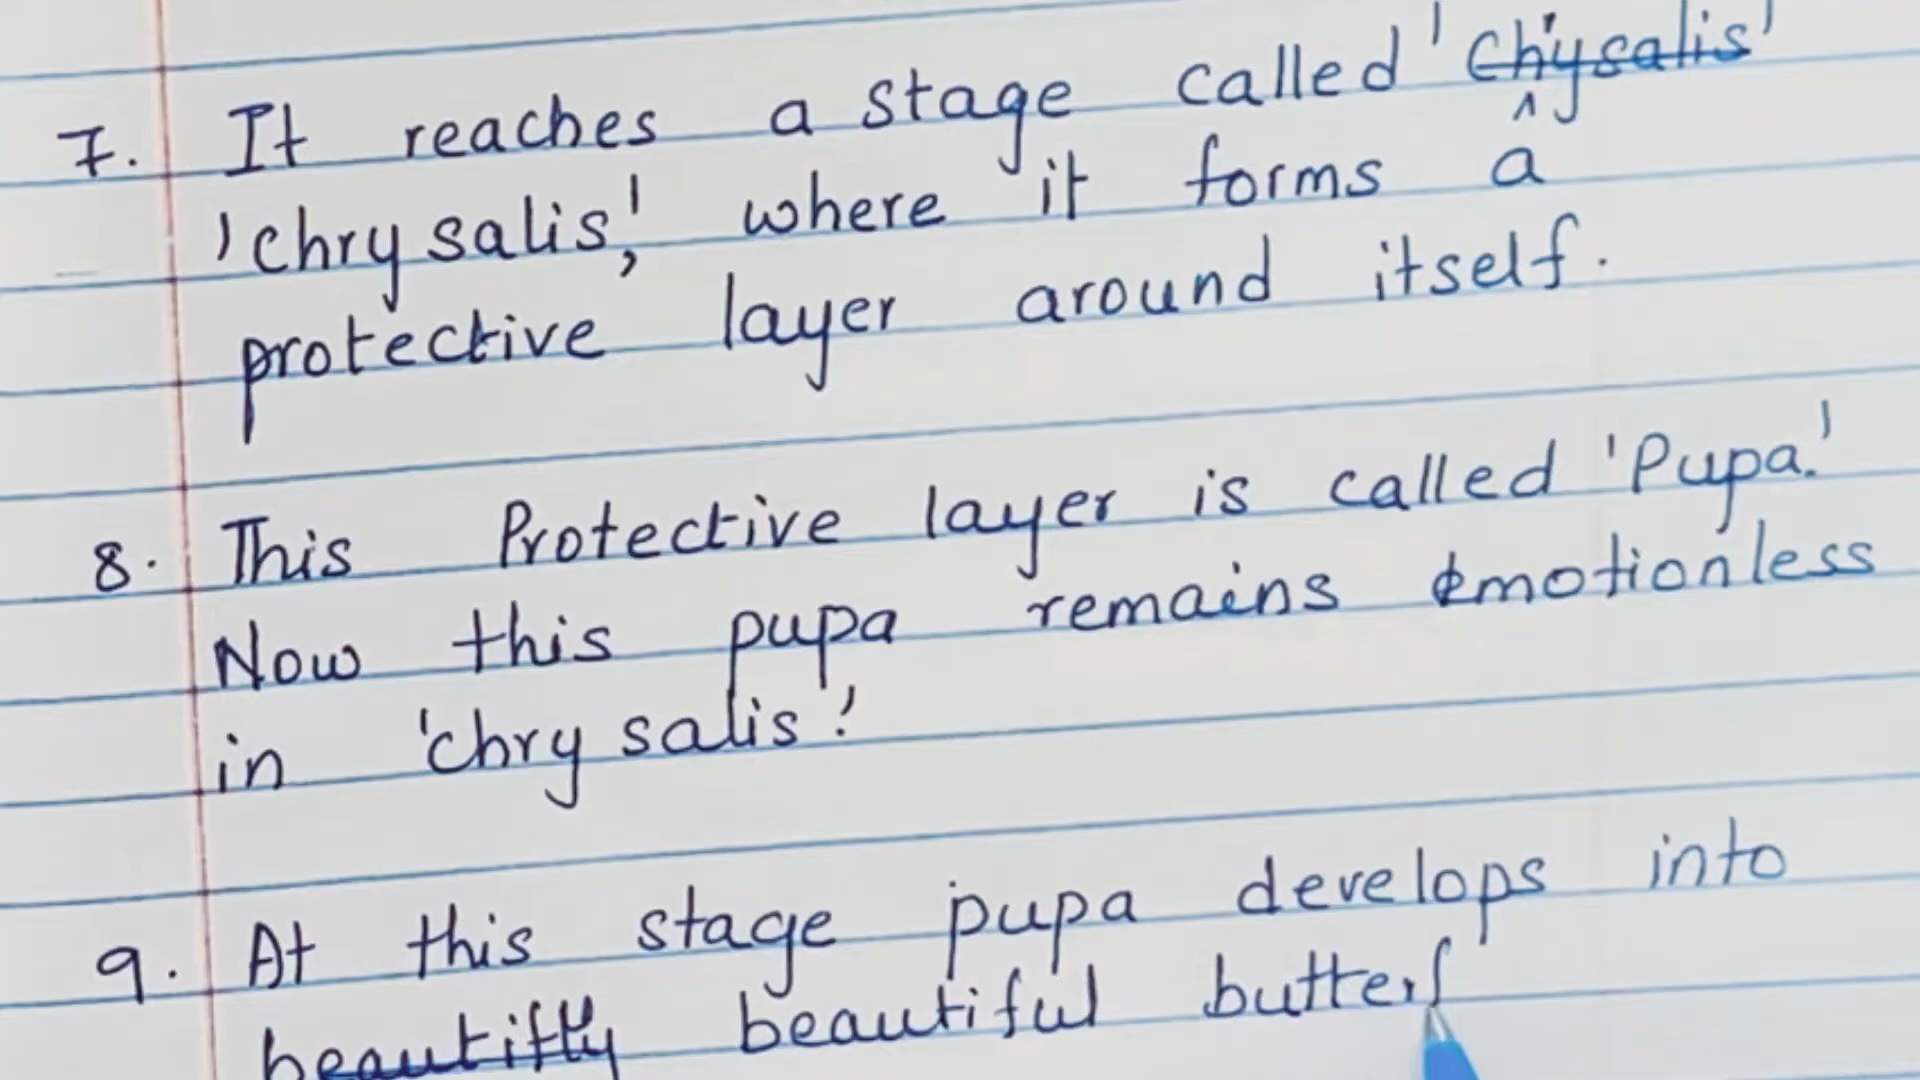 7. It reaches a stage called 'Chrysalis'
'chrysalis,' where it forms a
protective layer around itself.
8. This Protective layer is called 'Pupa.'
Now this pupa remains emotionless
in 'chrysalis'.
9. At this stage pupa develops into
beautifly beautiful butterf